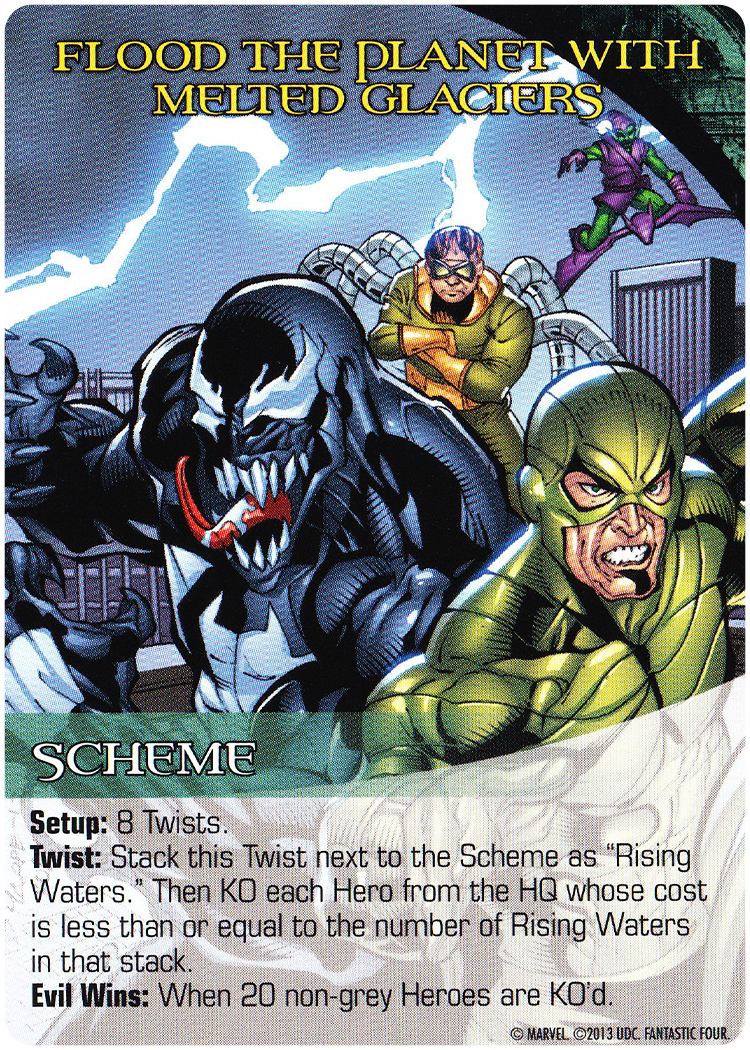 FLOOD THE PLANET WITH
MELTED GLACIERS
SCHEME
Setup: 8 Twists.
Twist: Stack this Twist next to the Scheme as “Rising
Waters.” Then KO each Hero from the HQ whose cost
is less than or equal to the number of Rising Waters
in that stack.
Evil Wins: When 20 non-grey Heroes are KO'd.
© MARVEL. ©2013 UDC. FANTASTIC FOUR.